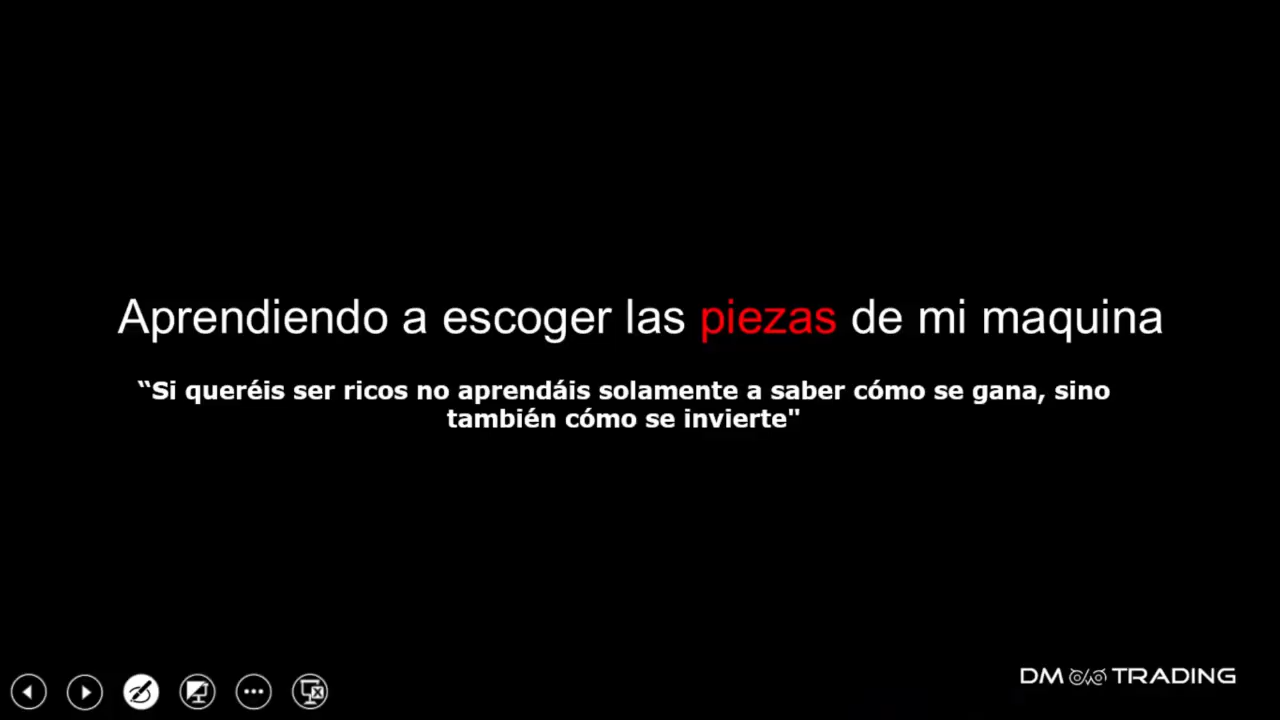 Aprendiendo a escoger las piezas de mi maquina
“Si queréis ser ricos no aprendáis solamente a saber cómo se gana, sino
también cómo se invierte"
DM TRADING